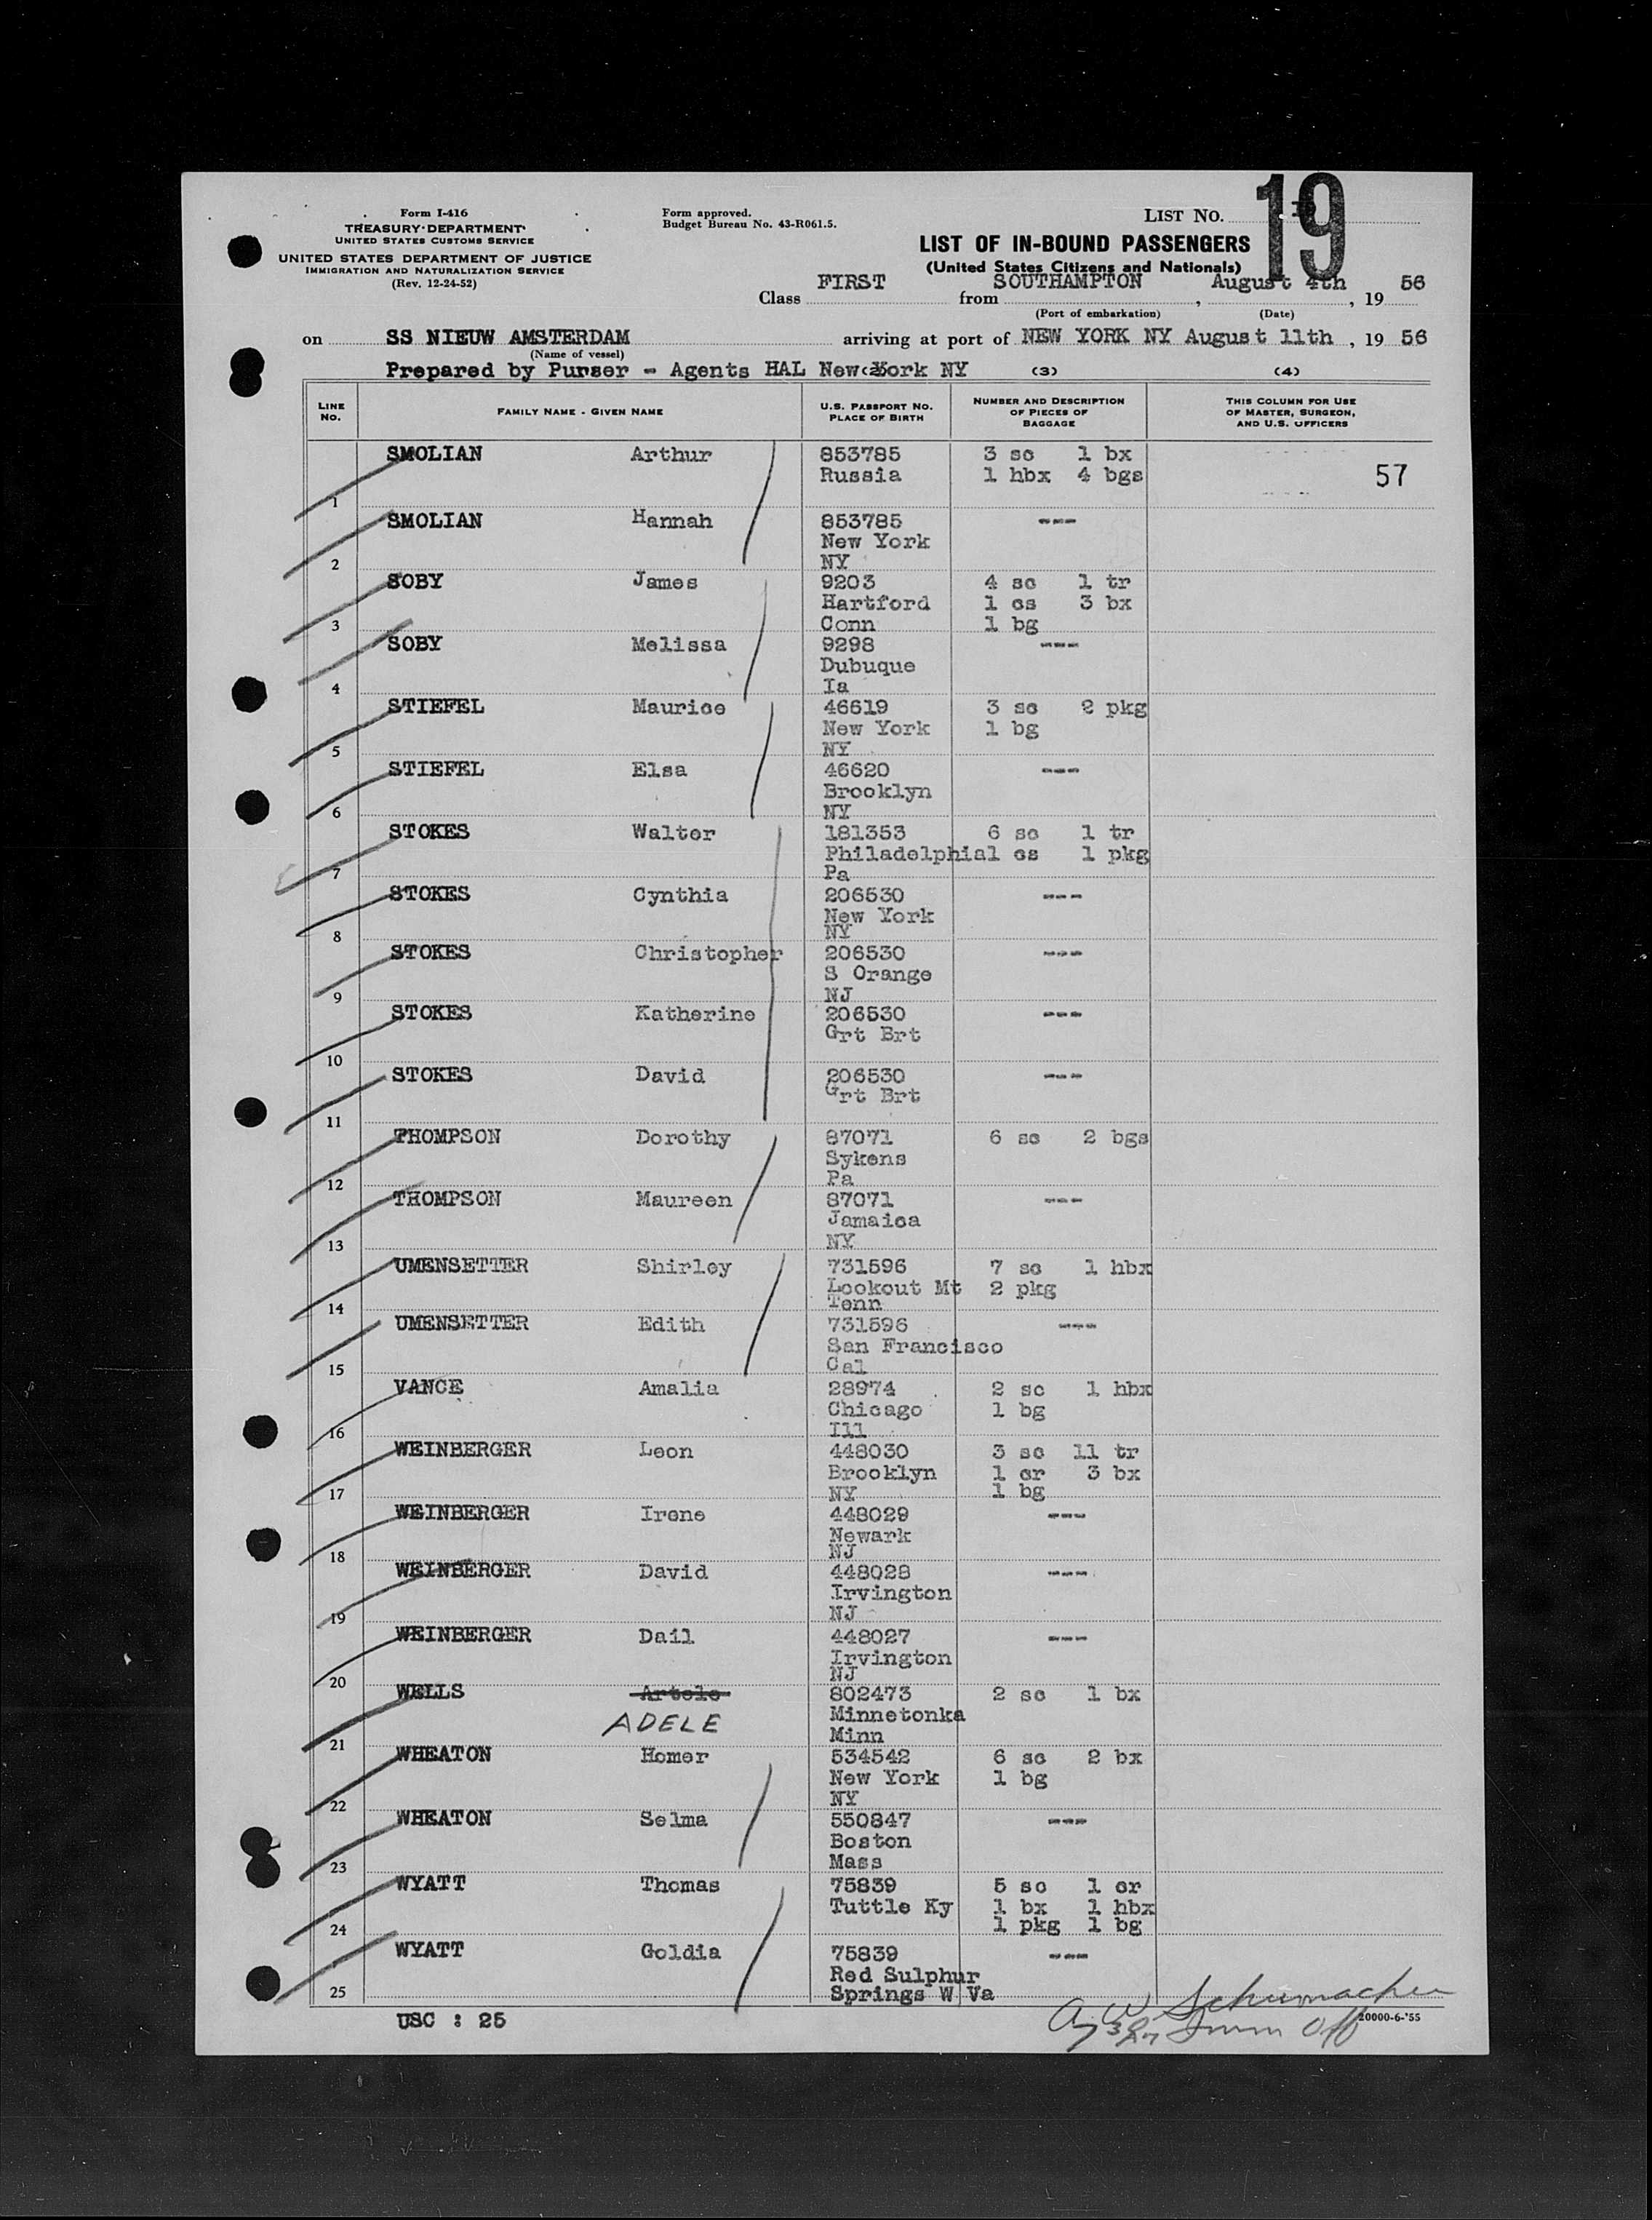 Form I-416
TREASURY DEPARTMENT
UNITED STATES CUSTOMS SERVICE
UNITED STATES DEPARTMENT OF JUSTICE
IMMIGRATION AND NATURALIZATION SERVICE
(Rev. 12-24-52)
Form approved.
Budget Bureau No. 43-R061.5.
LIST NO. 19
LIST OF IN-BOUND PASSENGERS
(United States Citizens and Nationals)
Class FIRST from SOUTHAMPTON, August 4th, 19 56
(Port of embarkation) (Date)
on SS NIEUW AMSTERDAM arriving at port of NEW YORK NY August 11th, 19 56
(Name of vessel)
Prepared by Purser - Agents HAL New York NY (3) (4)
LINE NO. FAMILY NAME - GIVEN NAME U.S. PASSPORT NO. PLACE OF BIRTH NUMBER AND DESCRIPTION OF PIECES OF BAGGAGE THIS COLUMN FOR USE OF MASTER, SURGEON, AND U.S. OFFICERS
SMOLIAN Arthur 853785 3 sc 1 bx
Russia 1 hbx 4 bgs 57
1
SMOLIAN Hannah 853785 ---
New York
2 NY
SOBY James 9203 4 sc 1 tr
Hartford 1 cs 3 bx
3 Conn 1 bg
SOBY Melissa 9298 ---
Dubuque
4 Ia
STIEFEL Maurice 46619 3 sc 2 pkg
New York 1 bg
5 NY
STIEFEL Elsa 46620 ---
Brooklyn
6 NY
STOKES Walter 181353 6 sc 1 tr
Philadelphia1 cs 1 pkg
7 Pa
STOKES Cynthia 206530 ---
New York
8 NY
STOKES Christopher 206530 ---
S Orange
9 NJ
STOKES Katherine 206530 ---
Grt Brt
10
STOKES David 206530 ---
Grt Brt
11
THOMPSON Dorothy 87071 6 sc 2 bgs
Sykens
12 Pa
THOMPSON Maureen 87071 ---
Jamaica
13 NY
UMENSETTER Shirley 731596 7 sc 1 hbx
Lookout Mt 2 pkg
14 Tenn
UMENSETTER Edith 731596 ---
San Francisco
15 Cal
VANCE Amalia 28974 2 sc 1 hbx
Chicago 1 bg
16 Ill
WEINBERGER Leon 448030 3 sc 11 tr
Brooklyn 1 cr 3 bx
17 NY 1 bg
WEINBERGER Irene 448029 ---
Newark
18 NJ
WEINBERGER David 448028 ---
Irvington
19 NJ
WEINBERGER Dail 448027 ---
Irvington
20 NJ
WELLS Artele 802473 2 sc 1 bx
ADELE Minnetonka
21 Minn
WHEATON Homer 534542 6 sc 2 bx
New York 1 bg
22 NY
WHEATON Selma 550847 ---
Boston
23 Mass
WYATT Thomas 75839 5 sc 1 cr
Tuttle Ky 1 bx 1 hbx
24 1 pkg 1 bg
WYATT Goldia 75839 ---
Red Sulphur
25 Springs W Va
USC : 25
Schumacher
Imm Off
20000-6-'55